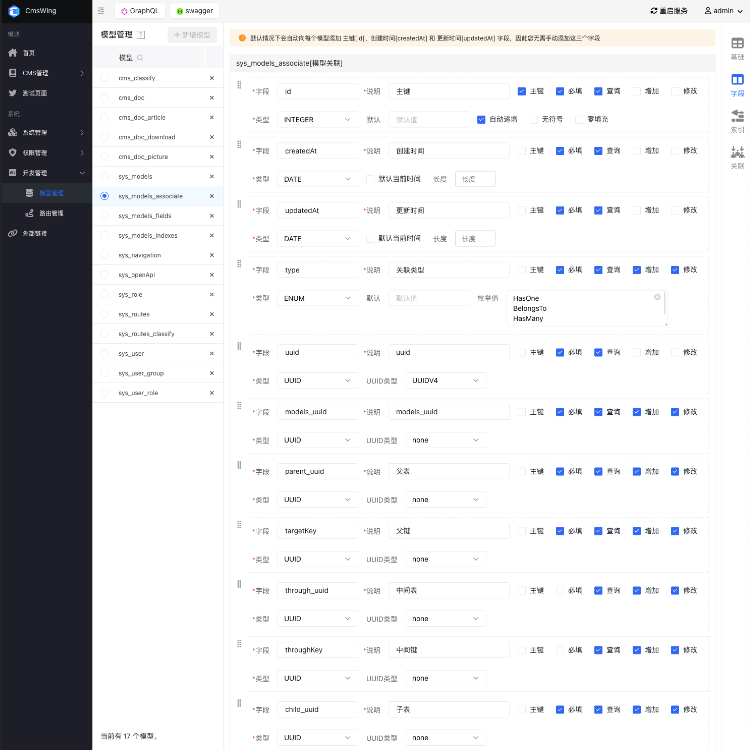 CmsWing
GraphQL
swagger
重启服务
admin
模块
首页
CMS管理
测试页面
系统
系统管理
权限管理
开发管理
模型管理
路由管理
外部链接
模型管理
+ 新增模型
模型
cms_classify
cms_doc
cms_doc_article
cms_doc_download
cms_doc_picture
sys_models
sys_models_associate
sys_models_fields
sys_models_indexes
sys_navigation
sys_openApi
sys_role
sys_routes
sys_routes_classify
sys_user
sys_user_group
sys_user_role
当前有 17 个模型。
默认情况下会自动向每个模型添加 主键[id]、创建时间[createdAt] 和 更新时间[updatedAt] 字段，因此您无需手动添加这三个字段
sys_models_associate[模型关联]
*字段 id *说明 主键 主键 必填 查询 增加 修改
*类型 INTEGER 默认 默认值 自动递增 无符号 零填充
*字段 createdAt *说明 创建时间 主键 必填 查询 增加 修改
*类型 DATE 默认当前时间 长度 长度
*字段 updatedAt *说明 更新时间 主键 必填 查询 增加 修改
*类型 DATE 默认当前时间 长度 长度
*字段 type *说明 关联类型 主键 必填 查询 增加 修改
*类型 ENUM 默认 默认值 枚举值 HasOne
BelongsTo
HasMany
*字段 uuid *说明 uuid 主键 必填 查询 增加 修改
*类型 UUID UUID类型 UUIDV4
*字段 models_uuid *说明 models_uuid 主键 必填 查询 增加 修改
*类型 UUID UUID类型 none
*字段 parent_uuid *说明 父表 主键 必填 查询 增加 修改
*类型 UUID UUID类型 none
*字段 targetKey *说明 父键 主键 必填 查询 增加 修改
*类型 UUID UUID类型 none
*字段 through_uuid *说明 中间表 主键 必填 查询 增加 修改
*类型 UUID UUID类型 none
*字段 throughKey *说明 中间键 主键 必填 查询 增加 修改
*类型 UUID UUID类型 none
*字段 child_uuid *说明 子表 主键 必填 查询 增加 修改
*类型 UUID UUID类型 none
基础
字段
索引
关联